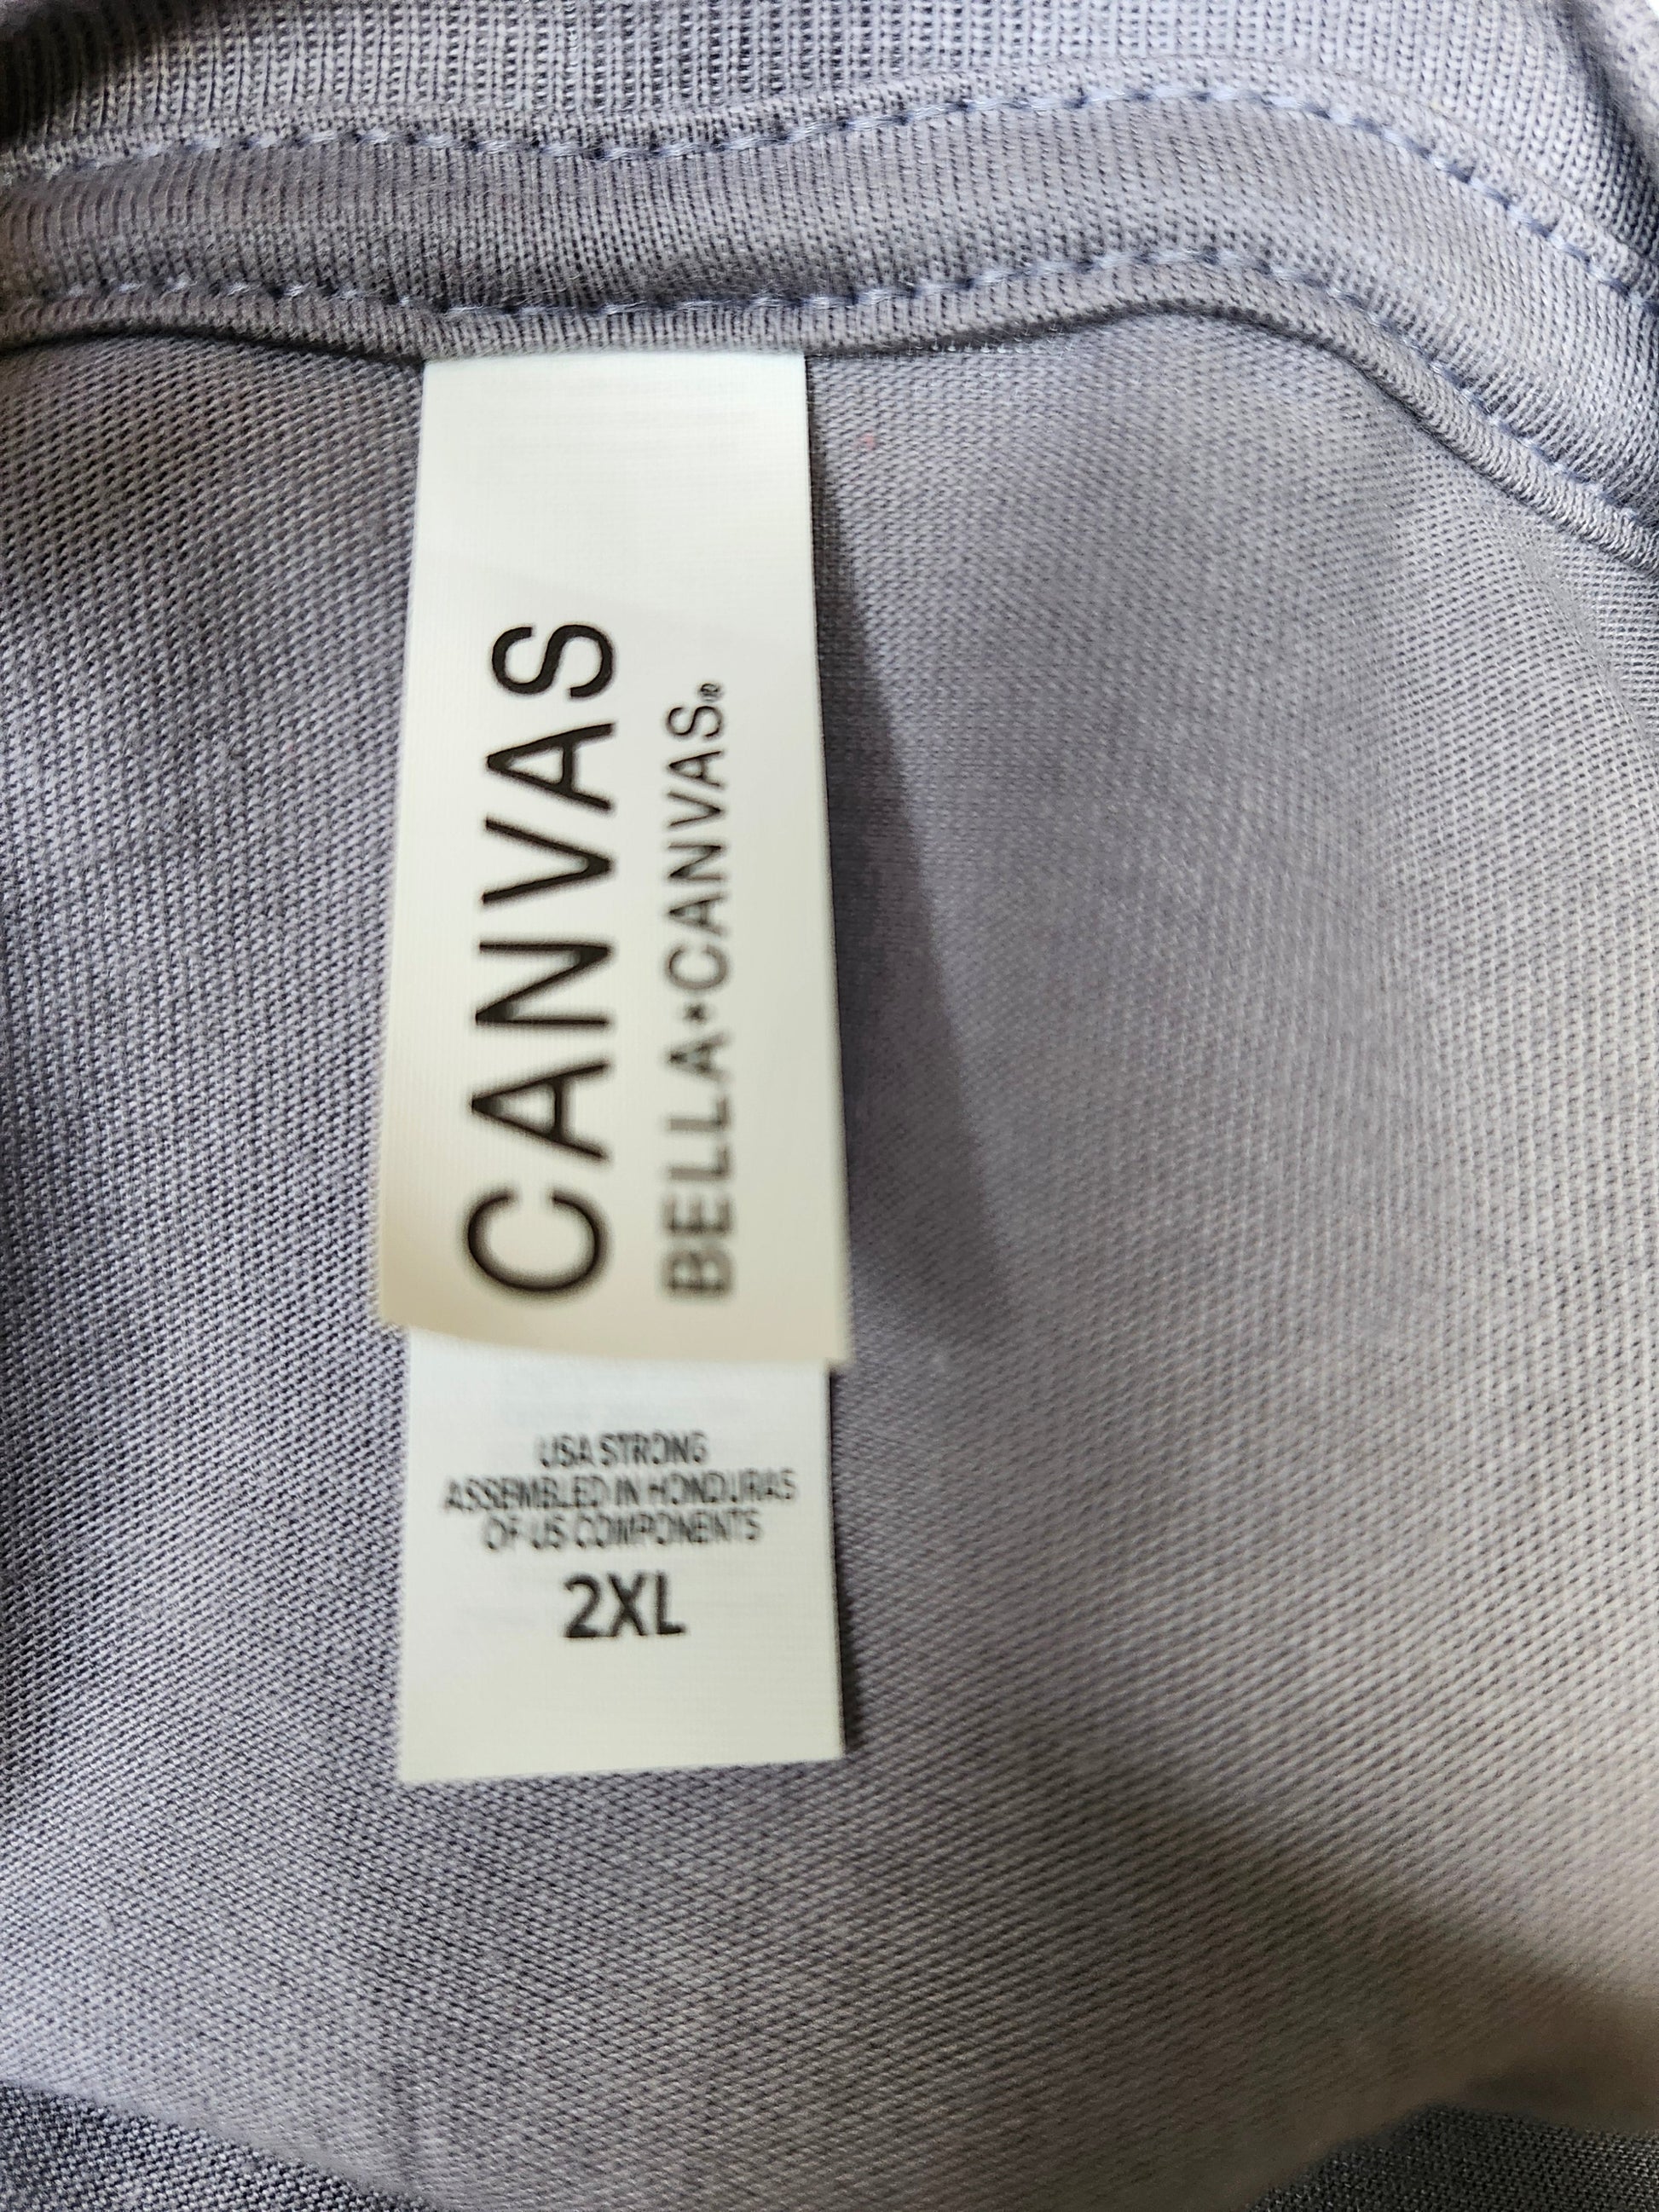 CANVAS
BELLA+CANVAS®
USA STRONG
ASSEMBLED IN HONDURAS
OF US COMPONENTS
2XL